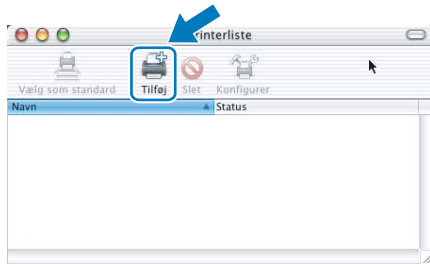 rinterliste
Vælg som standard Tilføj Slet Konfigurer
Navn Status